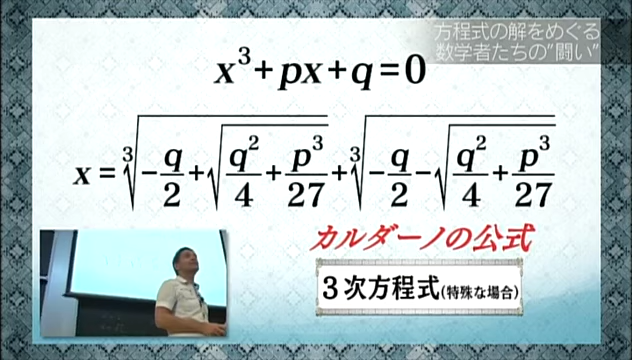 方程式の解をめぐる
数学者たちの"闘い"
x³+px+q=0
x=∛(-q/2+√(q²/4+p³/27))+∛(-q/2-√(q²/4+p³/27))
カルダーノの公式
3次方程式(特殊な場合)